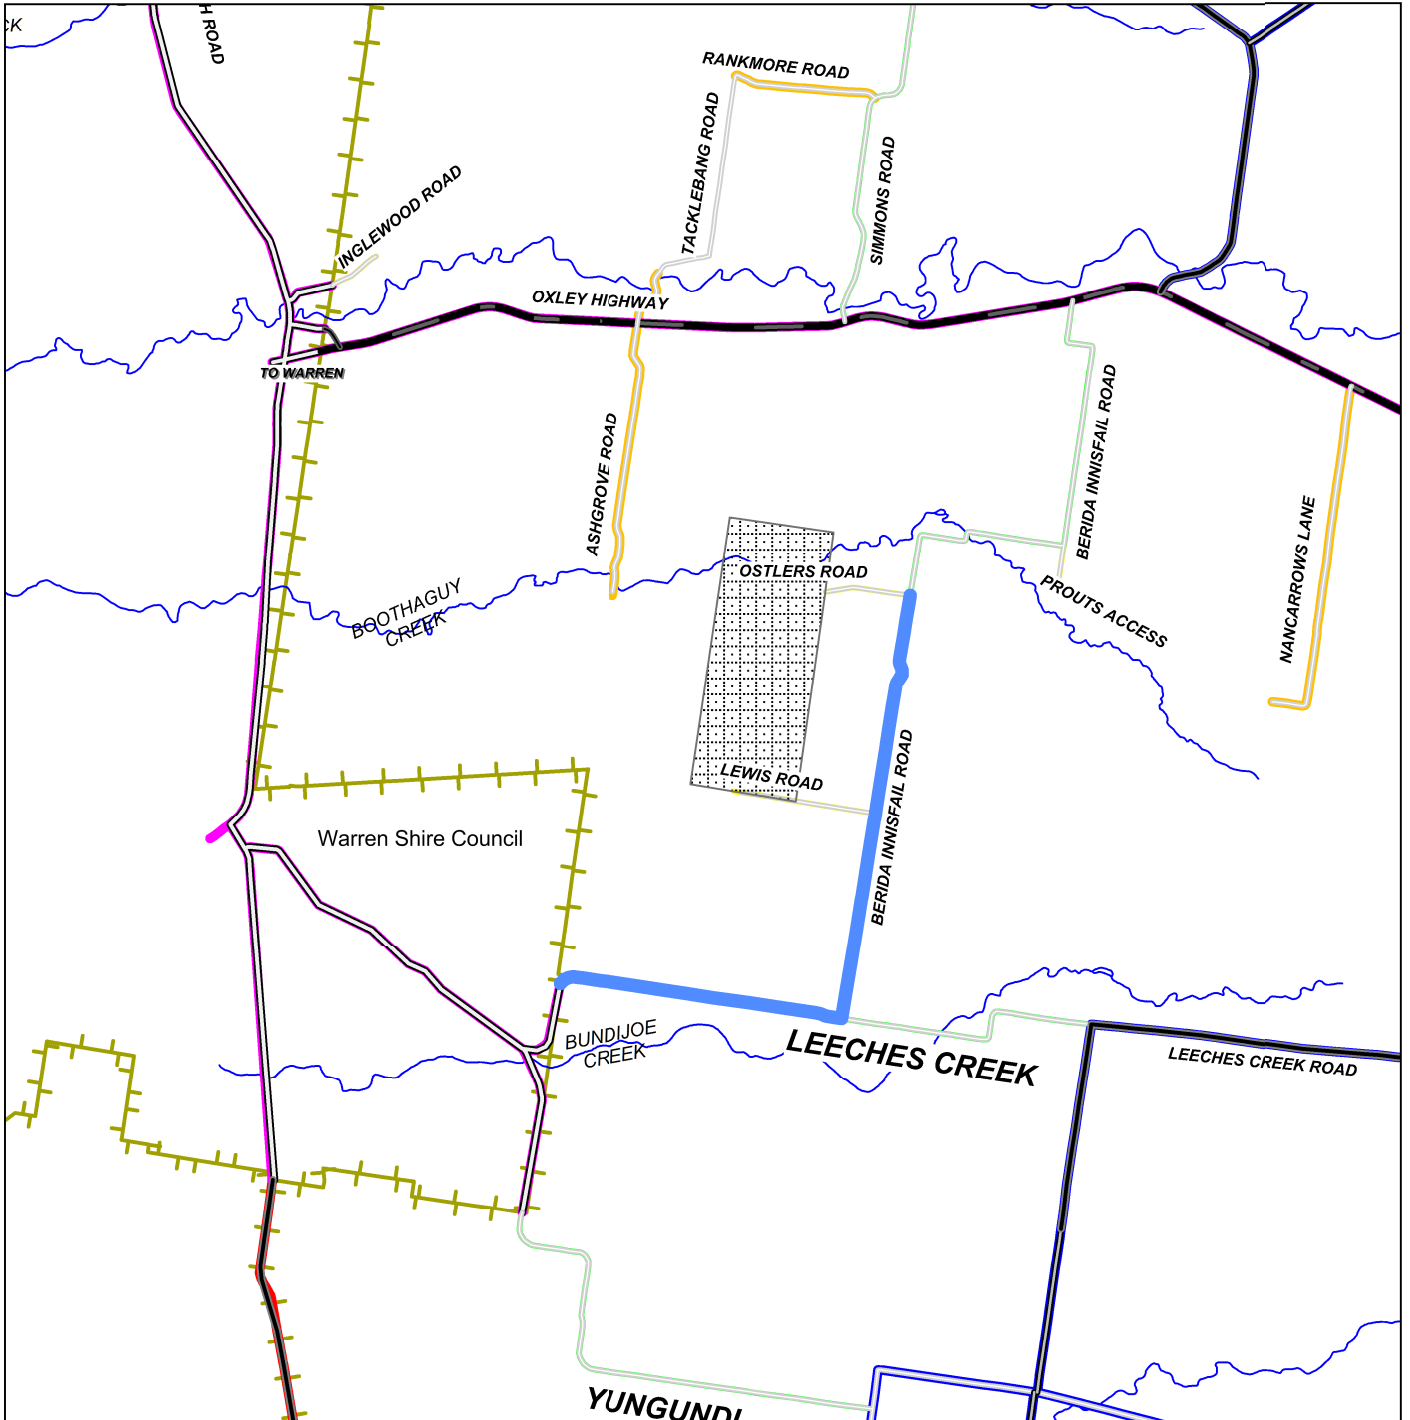 CK
H ROAD
RANKMORE ROAD
TACKLEBANG ROAD
SIMMONS ROAD
INGLEWOOD ROAD
OXLEY HIGHWAY
TO WARREN
ASHGROVE ROAD
BERIDA INNISFAIL ROAD
NANCARROWS LANE
OSTLERS ROAD
PROUTS ACCESS
BOOTHAGUY
CREEK
LEWIS ROAD
BERIDA INNISFAIL ROAD
Warren Shire Council
BUNDIJOE
CREEK
LEECHES CREEK
LEECHES CREEK ROAD
YUNGUNDI